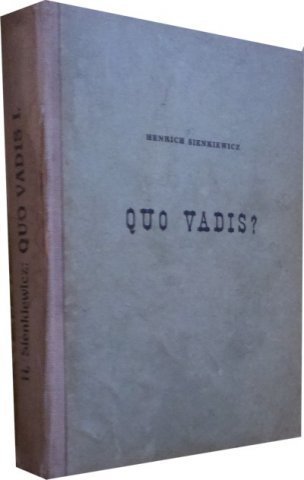 HENRICH SIENKIEWICZ
QUO VADIS?
H. Sienkiewicz: QUO VADIS I.